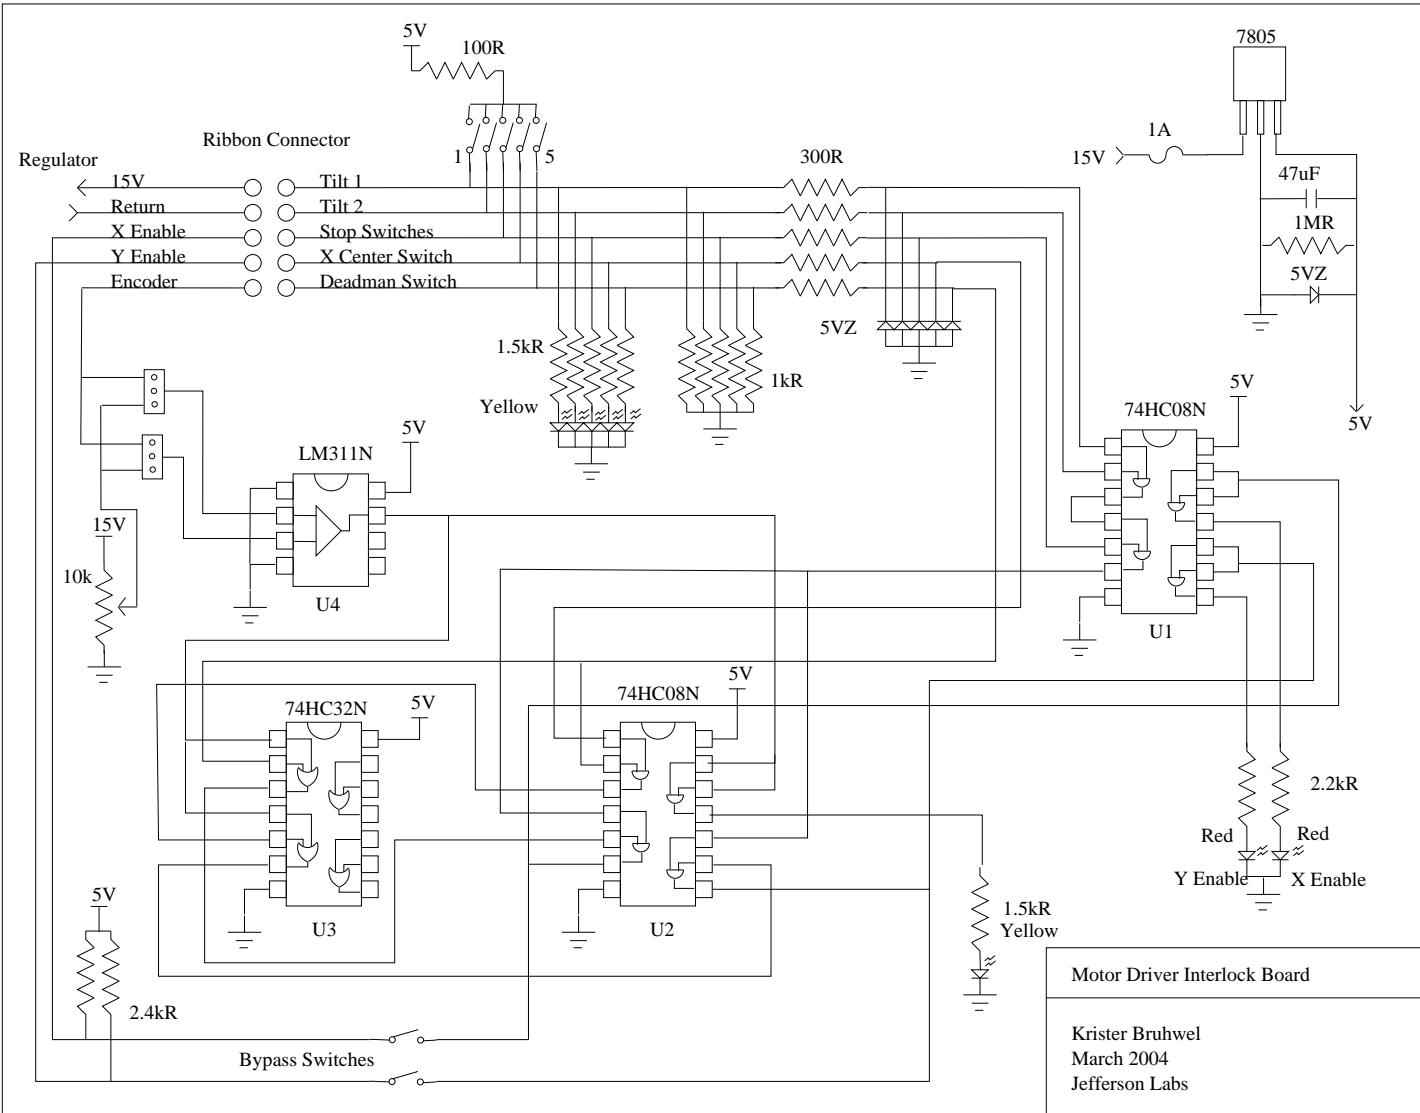 5V
100R
7805
Ribbon Connector
1A
1
5
Regulator
300R
15V
15V
Tilt 1
47uF
Return
Tilt 2
X Enable
Stop Switches
1MR
Y Enable
X Center Switch
Encoder
Deadman Switch
5VZ
5VZ
1.5kR
1kR
5V
Yellow
74HC08N
5V
5V
LM311N
15V
10k
U4
U1
5V
74HC08N
74HC32N
5V
2.2kR
Red
Red
Y Enable
X Enable
5V
1.5kR
U3
U2
Yellow
Motor Driver Interlock Board
2.4kR
Krister Bruhwel
Bypass Switches
March 2004
Jefferson Labs